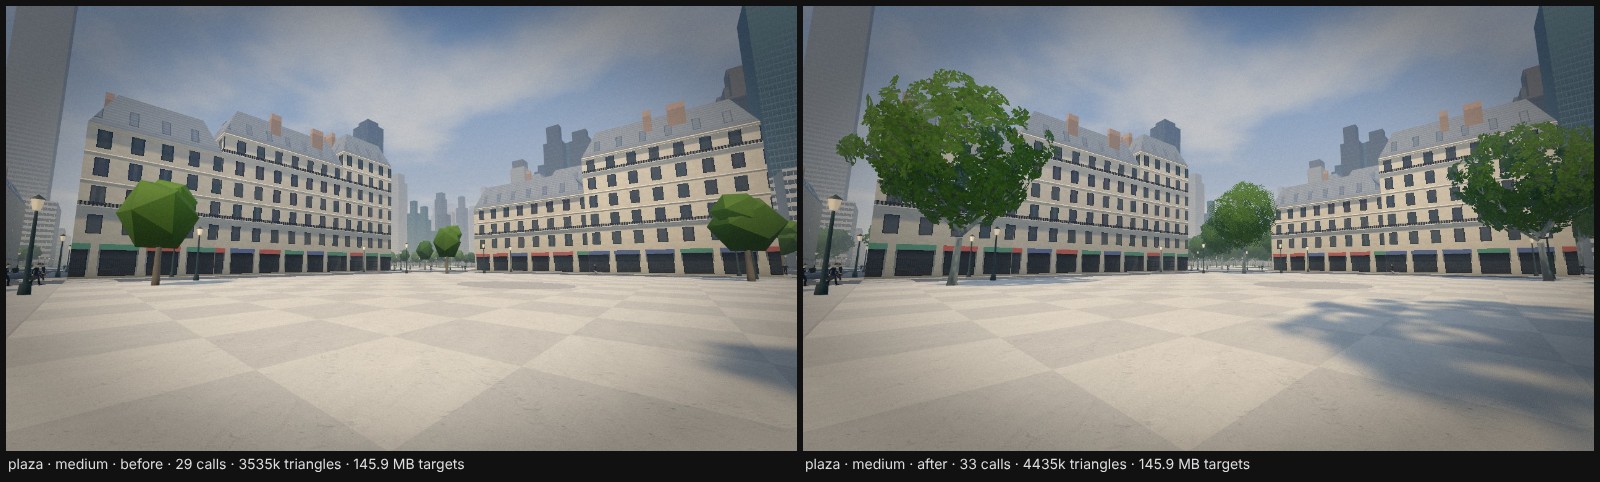 plaza · medium · before · 29 calls · 3535k triangles · 145.9 MB targets
plaza · medium · after · 33 calls · 4435k triangles · 145.9 MB targets